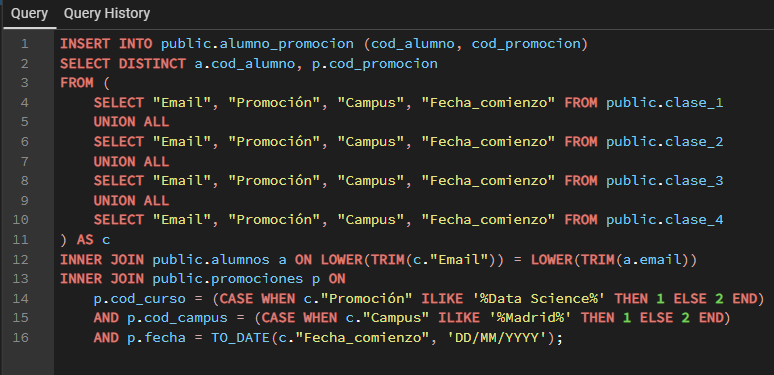 Query Query History
1 INSERT INTO public.alumno_promocion (cod_alumno, cod_promocion)
2 SELECT DISTINCT a.cod_alumno, p.cod_promocion
3 FROM (
4 SELECT "Email", "Promoción", "Campus", "Fecha_comienzo" FROM public.clase_1
5 UNION ALL
6 SELECT "Email", "Promoción", "Campus", "Fecha_comienzo" FROM public.clase_2
7 UNION ALL
8 SELECT "Email", "Promoción", "Campus", "Fecha_comienzo" FROM public.clase_3
9 UNION ALL
10 SELECT "Email", "Promoción", "Campus", "Fecha_comienzo" FROM public.clase_4
11 ) AS c
12 INNER JOIN public.alumnos a ON LOWER(TRIM(c."Email")) = LOWER(TRIM(a.email))
13 INNER JOIN public.promociones p ON
14 p.cod_curso = (CASE WHEN c."Promoción" ILIKE '%Data Science%' THEN 1 ELSE 2 END)
15 AND p.cod_campus = (CASE WHEN c."Campus" ILIKE '%Madrid%' THEN 1 ELSE 2 END)
16 AND p.fecha = TO_DATE(c."Fecha_comienzo", 'DD/MM/YYYY');